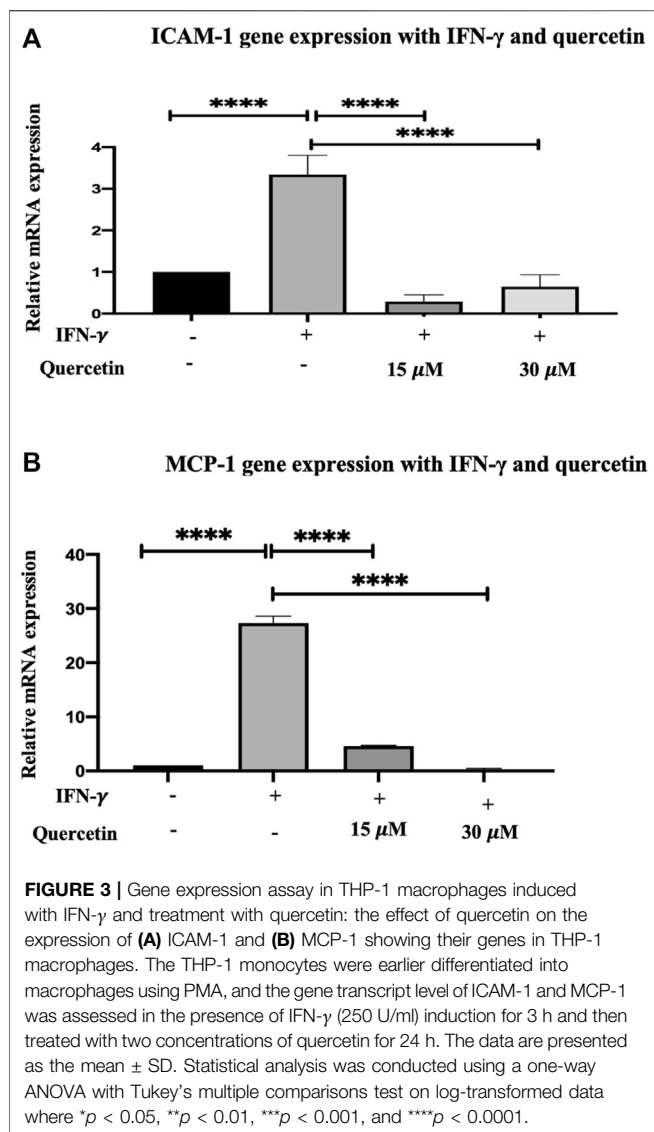 A ICAM-1 gene expression with IFN-γ and quercetin
**** ****
****
Relative mRNA expression
4
3
2
1
0
IFN-γ - + + +
Quercetin - - 15 μM 30 μM
B MCP-1 gene expression with IFN-γ and quercetin
**** ****
****
Relative mRNA expression
40
30
20
10
0
IFN-γ - + + +
Quercetin - - 15 μM 30 μM
FIGURE 3 | Gene expression assay in THP-1 macrophages induced
with IFN-γ and treatment with quercetin: the effect of quercetin on the
expression of (A) ICAM-1 and (B) MCP-1 showing their genes in THP-1
macrophages. The THP-1 monocytes were earlier differentiated into
macrophages using PMA, and the gene transcript level of ICAM-1 and MCP-1
was assessed in the presence of IFN-γ (250 U/ml) induction for 3 h and then
treated with two concentrations of quercetin for 24 h. The data are presented
as the mean ± SD. Statistical analysis was conducted using a one-way
ANOVA with Tukey's multiple comparisons test on log-transformed data
where *p < 0.05, **p < 0.01, ***p < 0.001, and ****p < 0.0001.